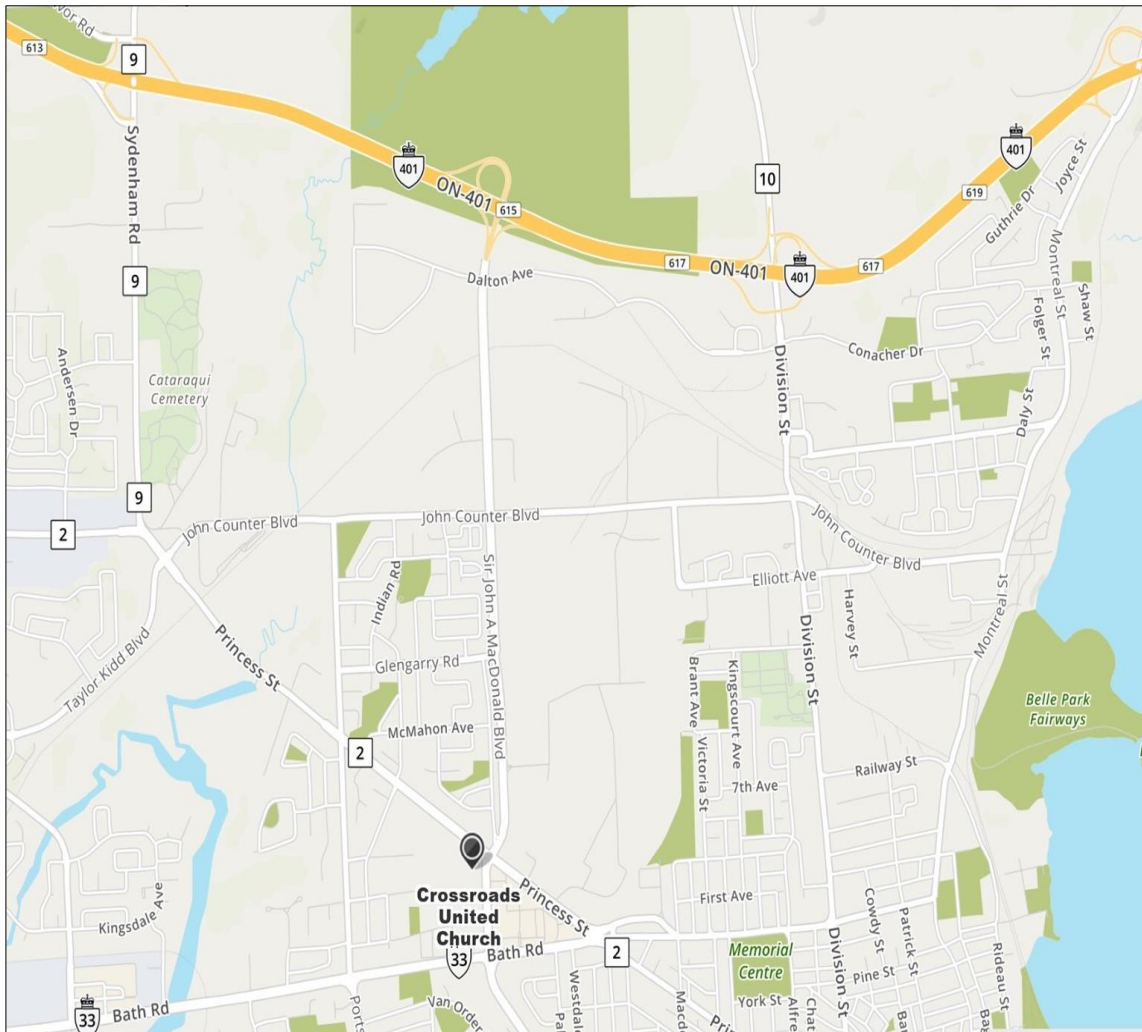 613
9
Sydenham Rd
401
ON-401
615
617
ON-401
401
617
619
401
10
Joyce St
Guthrie Dr
Montreal St
Shaw St
Folger St
9
Dalton Ave
Conacher Dr
Division St
Andersen Dr
Cataraqui
Cemetery
Daly St
9
2
John Counter Blvd
John Counter Blvd
John Counter Blvd
Sir John A MacDonald Blvd
Indian Rd
Elliott Ave
Harvey St
Montreal St
Taylor Kidd Blvd
Princess St
Glengarry Rd
Division St
Brant Ave
Kingscourt Ave
Belle Park
Fairways
McMahon Ave
2
Victoria St
Railway St
7th Ave
Crossroads
United
Church
Princess St
First Ave
Kingsdale Ave
Cowdy St
Patrick St
Rideau St
Bath Rd
33
2
Memorial
Centre
Division St
Pine St
York St
33
Bath Rd
Van Order